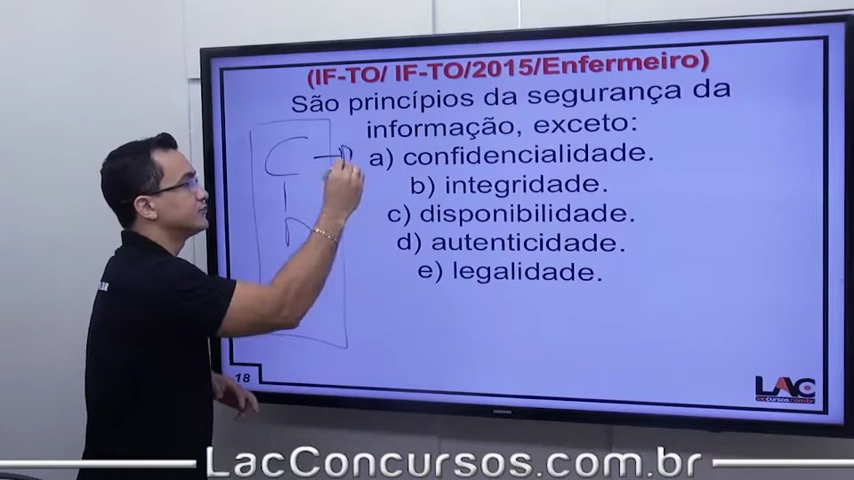 (IF-TO/ IF-TO/2015/Enfermeiro)
São princípios da segurança da
informação, exceto:
a) confidencialidade.
b) integridade.
c) disponibilidade.
d) autenticidade.
e) legalidade.
C
I
18
LAC
LacConcursos.com.br